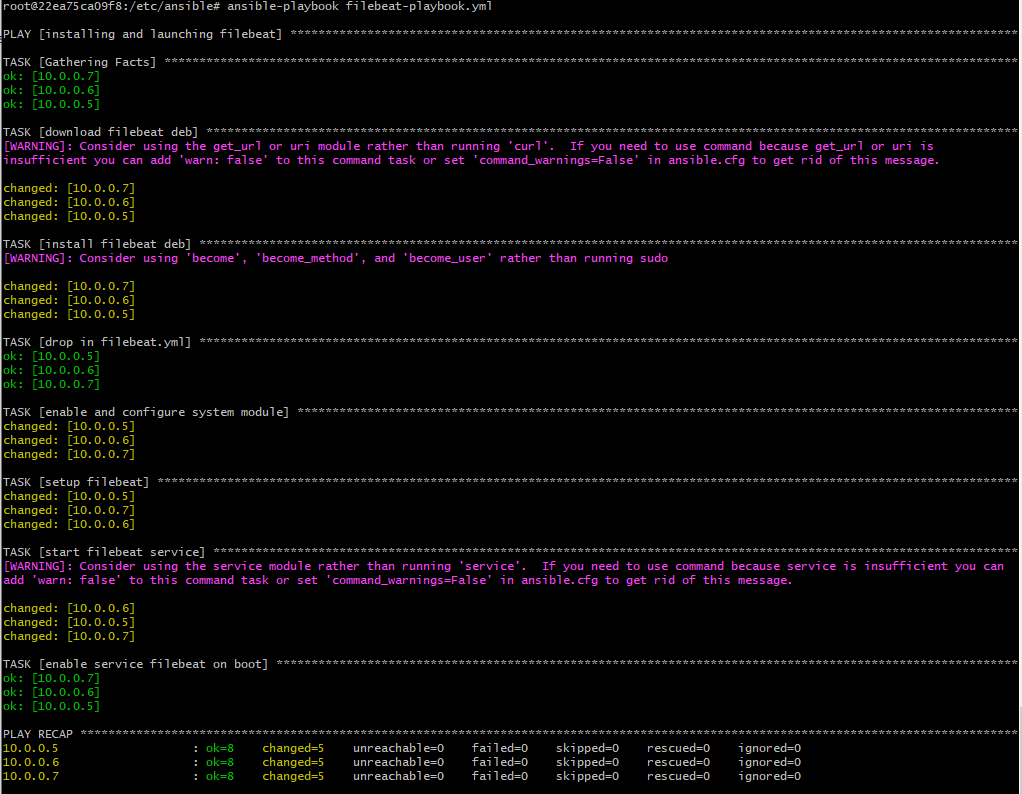 root@22ea75ca09f8:/etc/ansible# ansible-playbook filebeat-playbook.yml
PLAY [installing and launching filebeat] *********************************************************************************************************
TASK [Gathering Facts] ***************************************************************************************************************************
ok: [10.0.0.7]
ok: [10.0.0.6]
ok: [10.0.0.5]
TASK [download filebeat deb] *********************************************************************************************************************
[WARNING]: Consider using the get_url or uri module rather than running 'curl'.  If you need to use command because get_url or uri is
insufficient you can add 'warn: false' to this command task or set 'command_warnings=False' in ansible.cfg to get rid of this message.
changed: [10.0.0.7]
changed: [10.0.0.6]
changed: [10.0.0.5]
TASK [install filebeat deb] **********************************************************************************************************************
[WARNING]: Consider using 'become', 'become_method', and 'become_user' rather than running sudo
changed: [10.0.0.7]
changed: [10.0.0.6]
changed: [10.0.0.5]
TASK [drop in filebeat.yml] **********************************************************************************************************************
ok: [10.0.0.5]
ok: [10.0.0.6]
ok: [10.0.0.7]
TASK [enable and configure system module] ********************************************************************************************************
changed: [10.0.0.5]
changed: [10.0.0.6]
changed: [10.0.0.7]
TASK [setup filebeat] ****************************************************************************************************************************
changed: [10.0.0.5]
changed: [10.0.0.7]
changed: [10.0.0.6]
TASK [start filebeat service] ********************************************************************************************************************
[WARNING]: Consider using the service module rather than running 'service'.  If you need to use command because service is insufficient you can
add 'warn: false' to this command task or set 'command_warnings=False' in ansible.cfg to get rid of this message.
changed: [10.0.0.6]
changed: [10.0.0.5]
changed: [10.0.0.7]
TASK [enable service filebeat on boot] ***********************************************************************************************************
ok: [10.0.0.7]
ok: [10.0.0.6]
ok: [10.0.0.5]
PLAY RECAP ***************************************************************************************************************************************
10.0.0.5                   : ok=8    changed=5    unreachable=0    failed=0    skipped=0    rescued=0    ignored=0
10.0.0.6                   : ok=8    changed=5    unreachable=0    failed=0    skipped=0    rescued=0    ignored=0
10.0.0.7                   : ok=8    changed=5    unreachable=0    failed=0    skipped=0    rescued=0    ignored=0